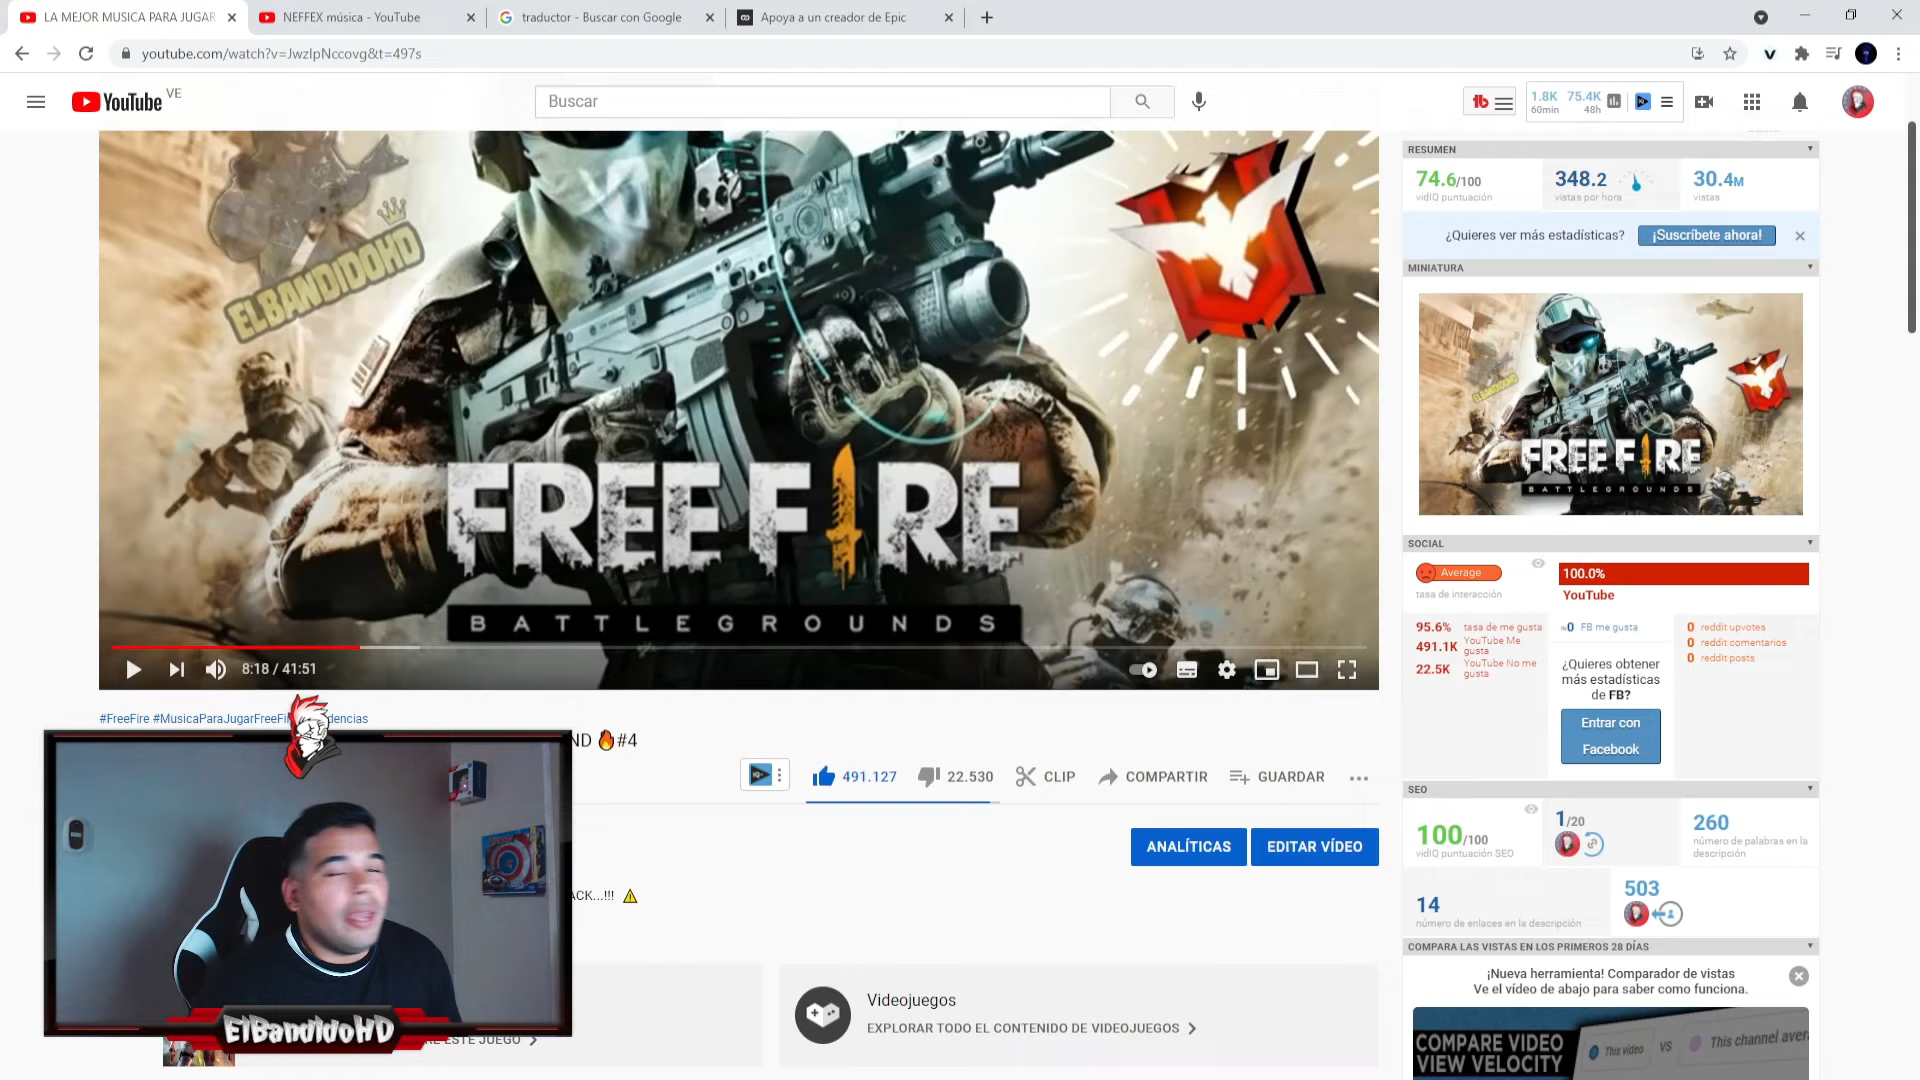 LA MEJOR MUSICA PARA JUGAR
NEFFEX música - YouTube
traductor - Buscar con Google
Apoya a un creador de Epic
youtube.com/watch?v=JwzIpNccovg&t=497s
YouTube VE
Buscar
1.8K 75.4K
60min 48h
ELBANDIDOHD
FREE FIRE
BATTLEGROUNDS
8:18 / 41:51
#FreeFire #MusicaParaJugarFreeFi dencias
ND 🔥#4
491.127
22.530
CLIP
COMPARTIR
GUARDAR
ANALÍTICAS
EDITAR VÍDEO
ACK...!!! ⚠
ElBandidoHD
RE ESTE JUEGO
Videojuegos
EXPLORAR TODO EL CONTENIDO DE VIDEOJUEGOS
RESUMEN
74.6/100
vidIQ puntuación
348.2
vistas por hora
30.4M
vistas
¿Quieres ver más estadísticas?
¡Suscríbete ahora!
MINIATURA
ELBANDIDOHD
FREE FIRE
BATTLEGROUNDS
SOCIAL
Average
tasa de interacción
100.0%
YouTube
95.6% tasa de me gusta
491.1K YouTube Me gusta
22.5K YouTube No me gusta
≈0 FB me gusta
¿Quieres obtener
más estadísticas
de FB?
Entrar con
Facebook
0 reddit upvotes
0 reddit comentarios
0 reddit posts
SEO
100/100
vidIQ puntuación SEO
1/20
260
número de palabras en la
descripción
14
número de enlaces en la descripción
503
COMPARA LAS VISTAS EN LOS PRIMEROS 28 DÍAS
¡Nueva herramienta! Comparador de vistas
Ve el vídeo de abajo para saber como funciona.
COMPARE VIDEO
VIEW VELOCITY
This video
VS
This channel avera